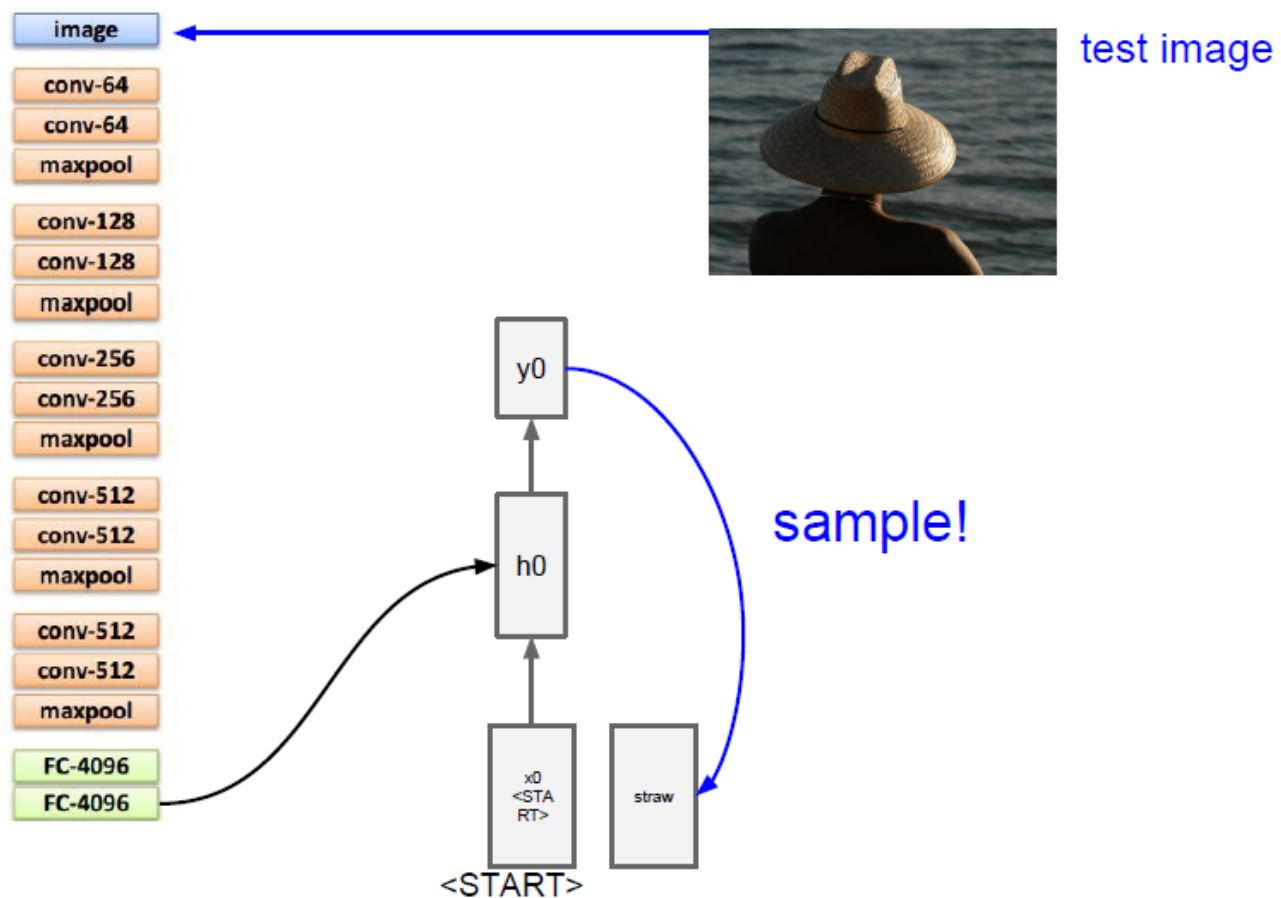 image
test image
conv-64
conv-64
maxpool
conv-128
conv-128
maxpool
conv-256
conv-256
maxpool
conv-512
conv-512
maxpool
conv-512
conv-512
maxpool
FC-4096
FC-4096
y0
sample!
h0
x0
<STA
RT>
straw
<START>